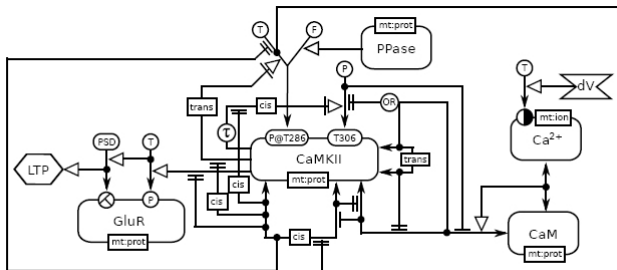 T
F
mt:prot
PPase
P
T
dV
trans
cis
OR
mt:ion
Ca²⁺
τ
P@T286
T306
PSD
T
CaMKII
trans
LTP
mt:prot
cis
cis
P
GluR
mt:prot
cis
CaM
mt:prot